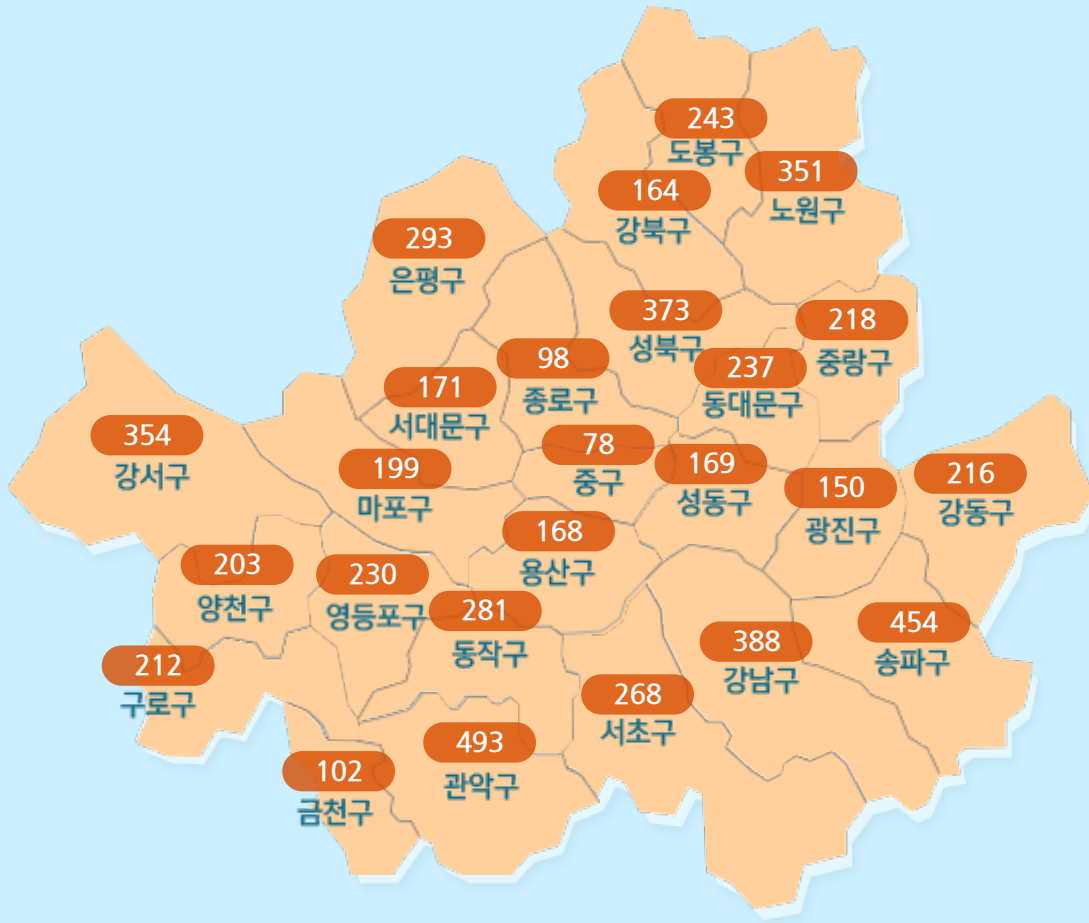 243
도봉구
351
노원구
164
강북구
293
은평구
373
성북구
218
중랑구
98
종로구
237
동대문구
171
서대문구
354
강서구
199
마포구
78
중구
169
성동구
150
광진구
216
강동구
168
용산구
203
양천구
230
영등포구
281
동작구
454
송파구
388
강남구
212
구로구
268
서초구
493
관악구
102
금천구